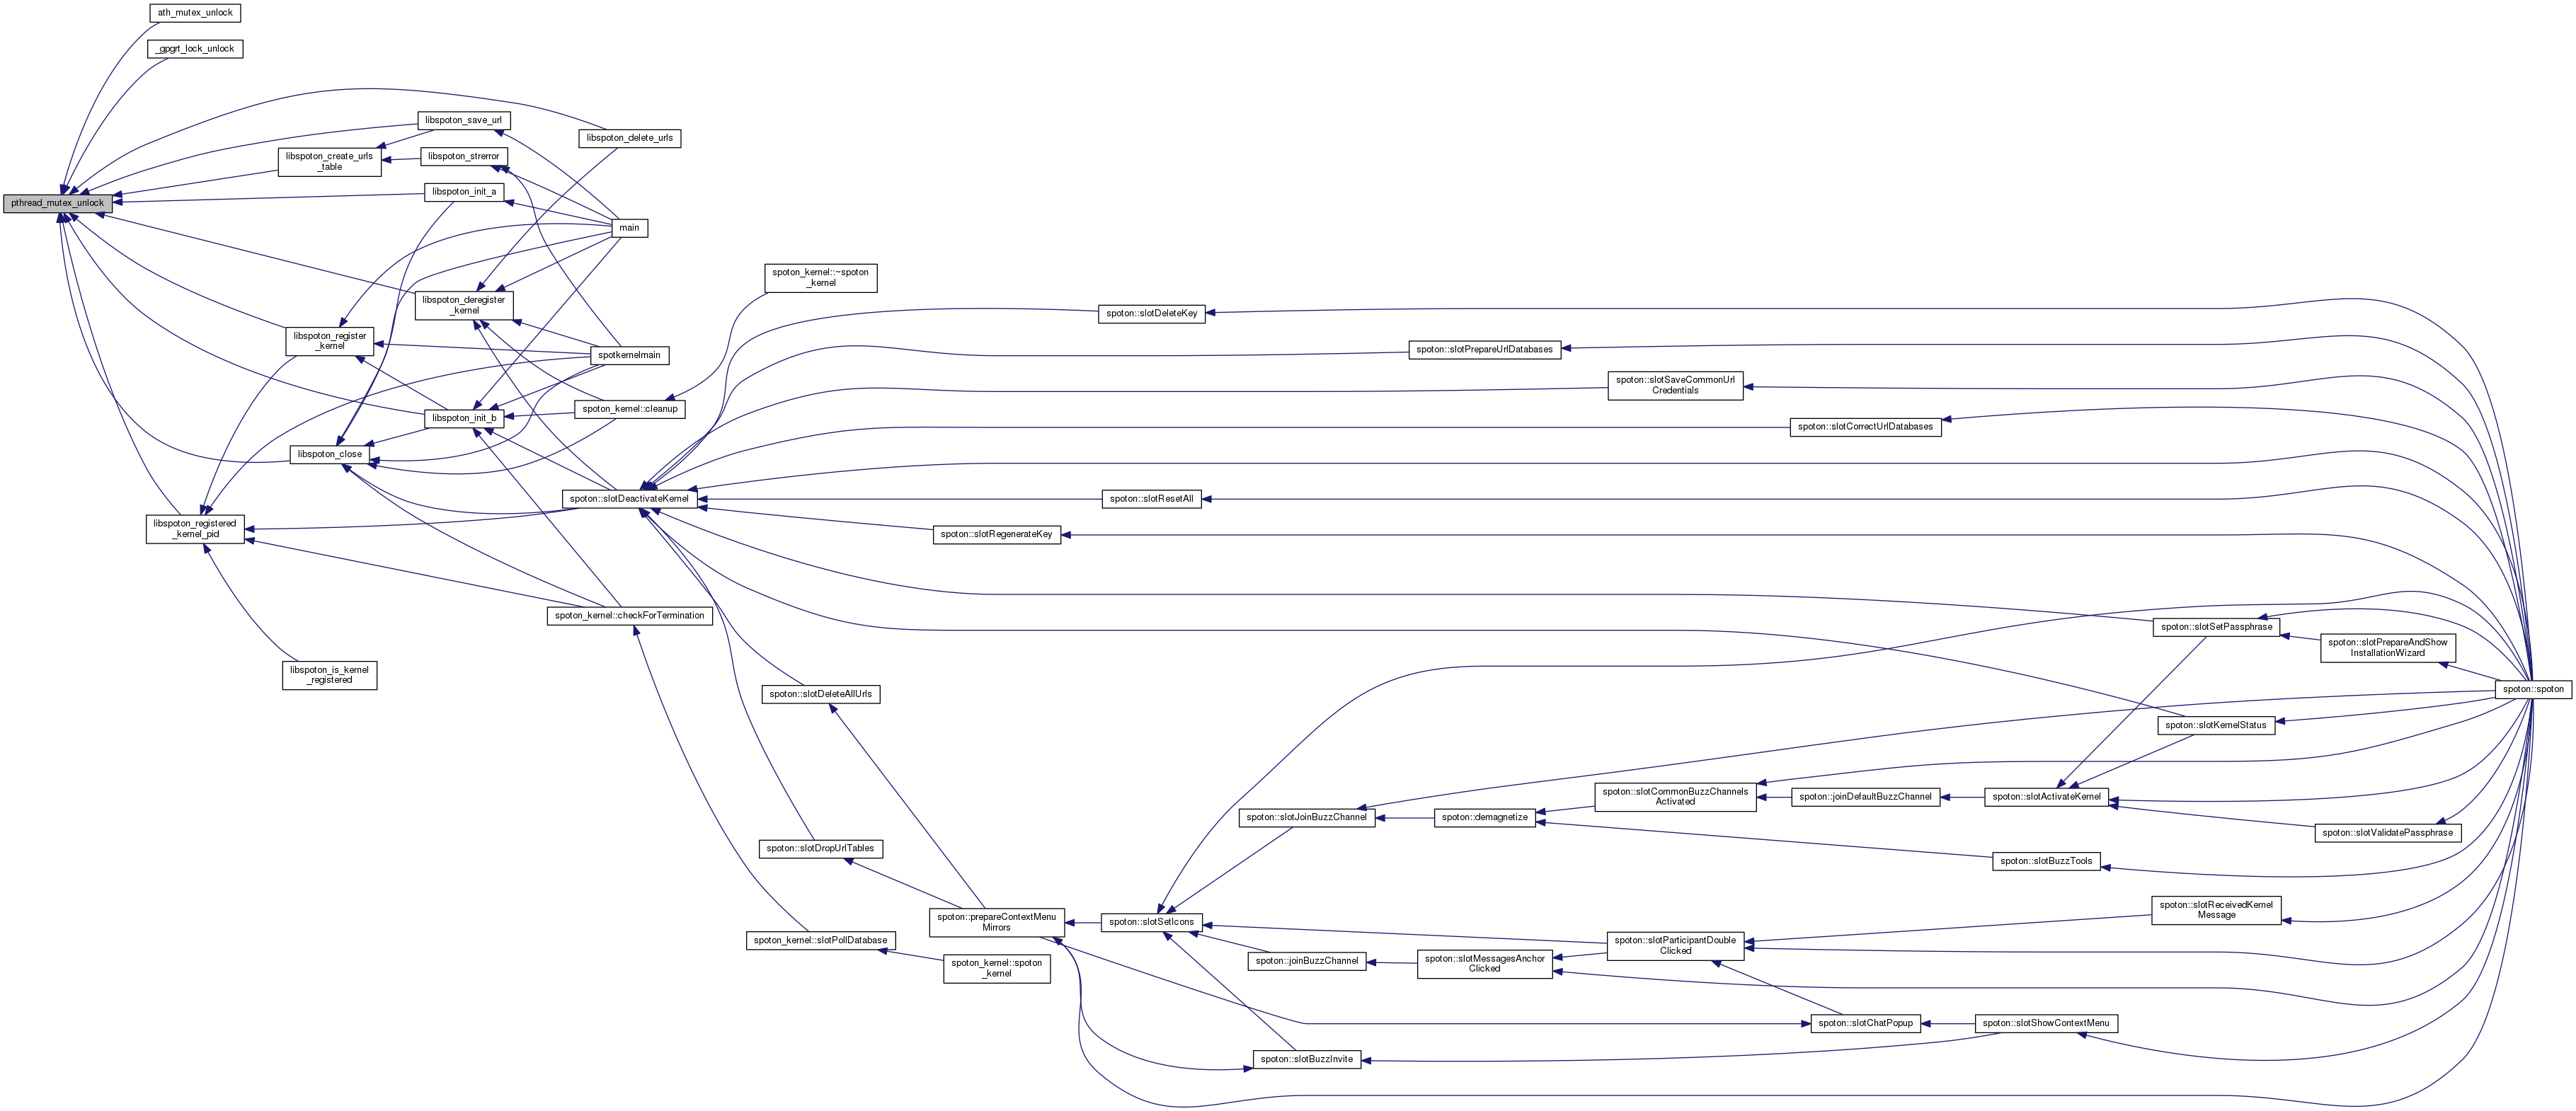 ath_mutex_unlock
_gpgrt_lock_unlock
libspoton_save_url
libspoton_delete_urls
libspoton_create_urls
_table
libspoton_strerror
libspoton_init_a
pthread_mutex_unlock
main
spoton_kernel::~spoton
_kernel
libspoton_deregister
_kernel
spoton::slotDeleteKey
libspoton_register
_kernel
spotkernelmain
spoton::slotPrepareUrlDatabases
spoton::slotSaveCommonUrl
Credentials
spoton_kernel::cleanup
libspoton_init_b
spoton::slotCorrectUrlDatabases
libspoton_close
spoton::slotDeactivateKernel
spoton::slotResetAll
libspoton_registered
_kernel_pid
spoton::slotRegenerateKey
spoton_kernel::checkForTermination
spoton::slotSetPassphrase
spoton::slotPrepareAndShow
InstallationWizard
libspoton_is_kernel
_registered
spoton::slotDeleteAllUrls
spoton::spoton
spoton::slotKernelStatus
spoton::slotCommonBuzzChannels
Activated
spoton::joinDefaultBuzzChannel
spoton::slotActivateKernel
spoton::slotJoinBuzzChannel
spoton::demagnetize
spoton::slotValidatePassphrase
spoton::slotDropUrlTables
spoton::slotBuzzTools
spoton::prepareContextMenu
Mirrors
spoton::slotSetIcons
spoton::slotReceivedKernel
Message
spoton_kernel::slotPollDatabase
spoton::slotParticipantDouble
Clicked
spoton_kernel::spoton
_kernel
spoton::joinBuzzChannel
spoton::slotMessagesAnchor
Clicked
spoton::slotChatPopup
spoton::slotShowContextMenu
spoton::slotBuzzInvite